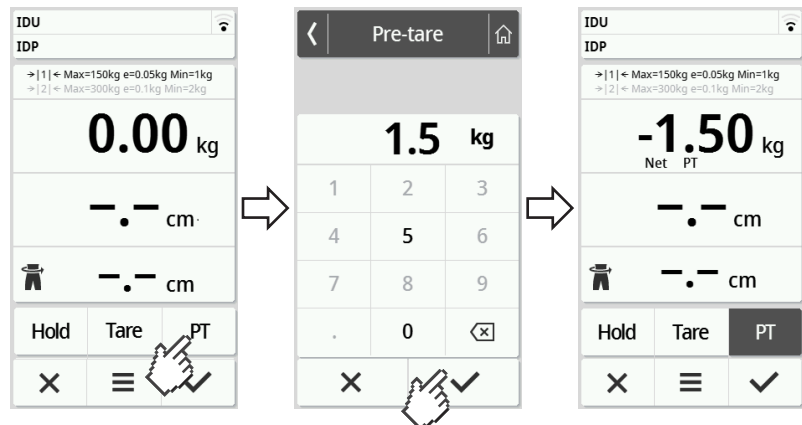 IDU
IDP
→|1|← Max=150kg e=0.05kg Min=1kg
→|2|← Max=300kg e=0.1kg Min=2kg
0.00 kg
-.- cm
-.- cm
Hold Tare PT
Pre-tare
1.5 kg
1 2 3
4 5 6
7 8 9
. 0
IDU
IDP
→|1|← Max=150kg e=0.05kg Min=1kg
→|2|← Max=300kg e=0.1kg Min=2kg
-1.50 kg
Net PT
-.- cm
-.- cm
Hold Tare PT